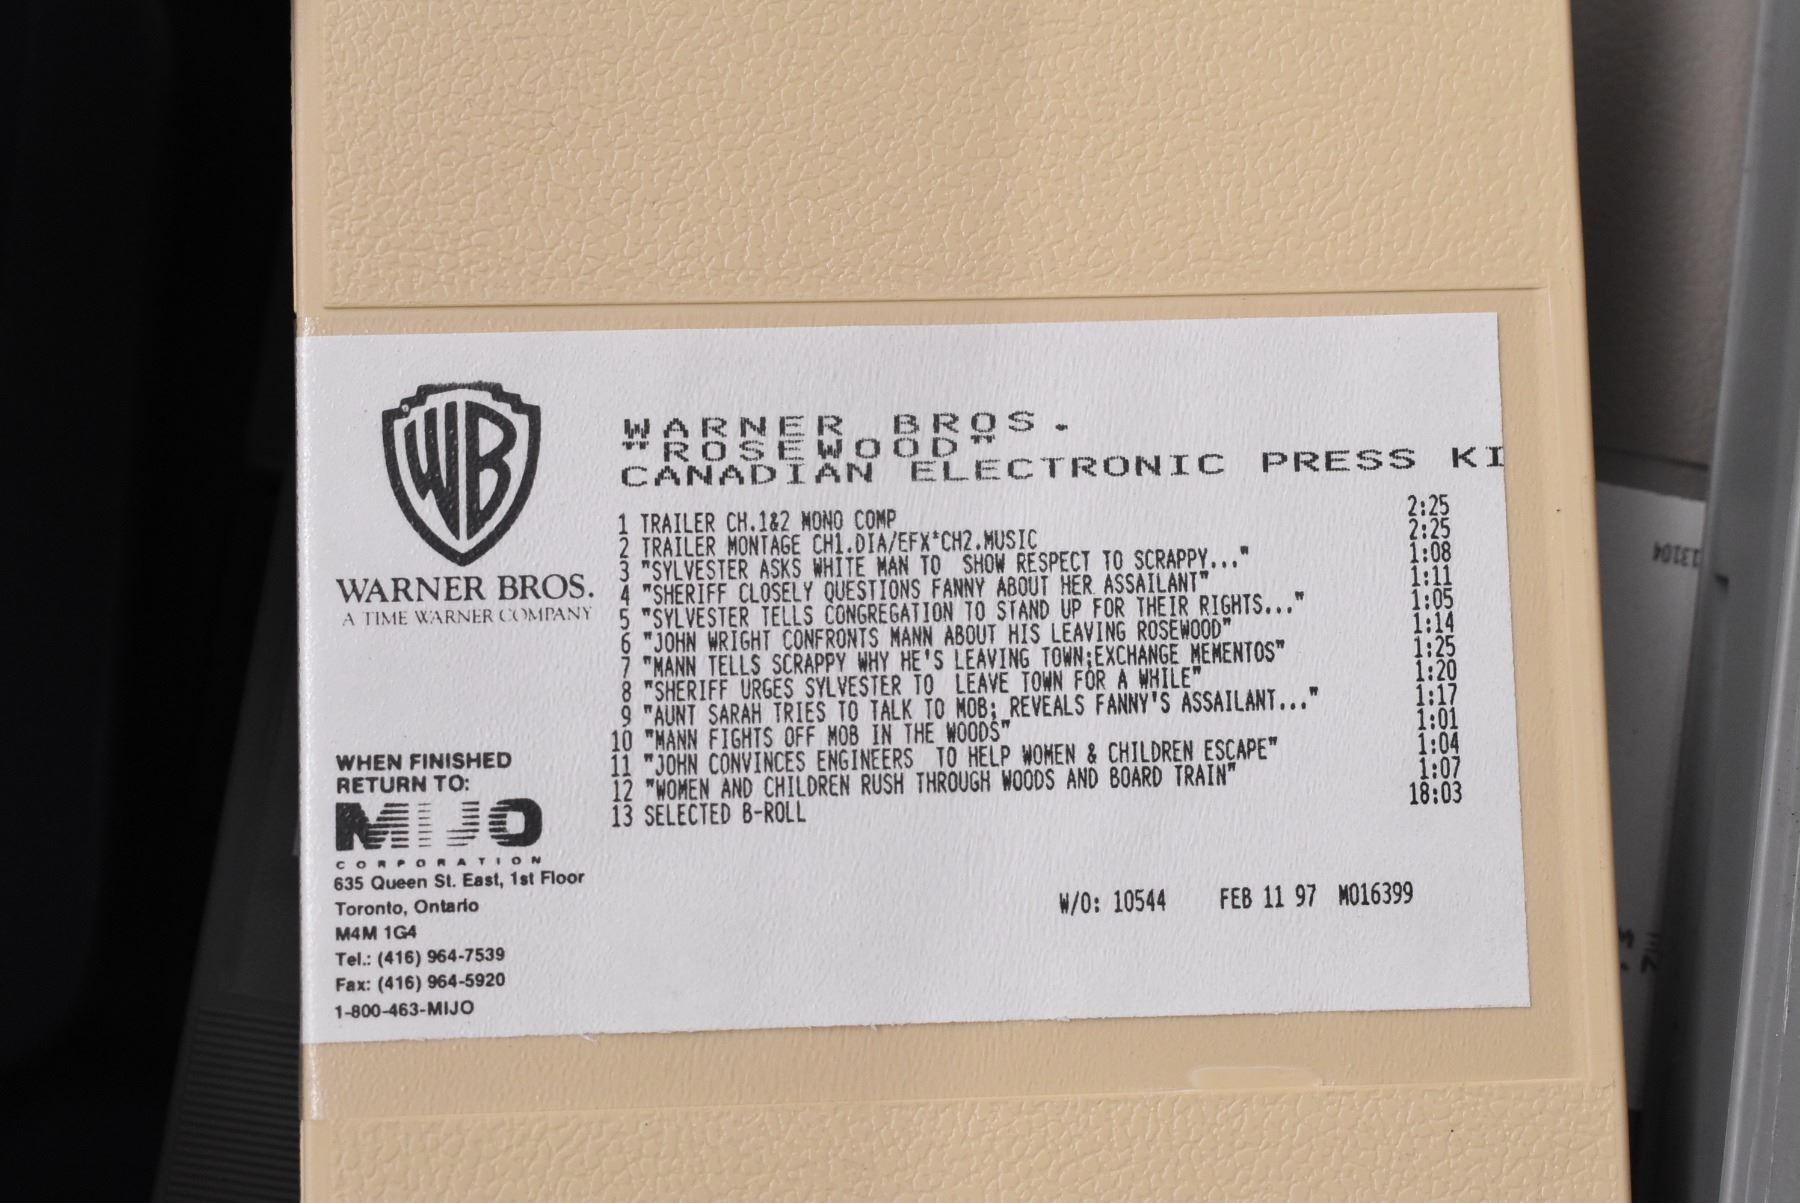 WB
WARNER BROS.
A TIME WARNER COMPANY
WHEN FINISHED
RETURN TO:
MIJO
CORPORATION
635 Queen St. East, 1st Floor
Toronto, Ontario
M4M 1G4
Tel.: (416) 964-7539
Fax: (416) 964-5920
1-800-463-MIJO
WARNER BROS.
"ROSEWOOD"
CANADIAN ELECTRONIC PRESS KI
1 TRAILER CH.1&2 MONO COMP 2:25
2 TRAILER MONTAGE CH1.DIA/EFX*CH2.MUSIC 2:25
3 "SYLVESTER ASKS WHITE MAN TO SHOW RESPECT TO SCRAPPY..." 1:08
4 "SHERIFF CLOSELY QUESTIONS FANNY ABOUT HER ASSAILANT" 1:11
5 "SYLVESTER TELLS CONGREGATION TO STAND UP FOR THEIR RIGHTS..." 1:05
6 "JOHN WRIGHT CONFRONTS MANN ABOUT HIS LEAVING ROSEWOOD" 1:14
7 "MANN TELLS SCRAPPY WHY HE'S LEAVING TOWN;EXCHANGE MEMENTOS" 1:25
8 "SHERIFF URGES SYLVESTER TO LEAVE TOWN FOR A WHILE" 1:20
9 "AUNT SARAH TRIES TO TALK TO MOB; REVEALS FANNY'S ASSAILANT..." 1:17
10 "MANN FIGHTS OFF MOB IN THE WOODS" 1:01
11 "JOHN CONVINCES ENGINEERS TO HELP WOMEN & CHILDREN ESCAPE" 1:04
12 "WOMEN AND CHILDREN RUSH THROUGH WOODS AND BOARD TRAIN" 1:07
13 SELECTED B-ROLL 18:03
W/O: 10544 FEB 11 97 M016399
13104